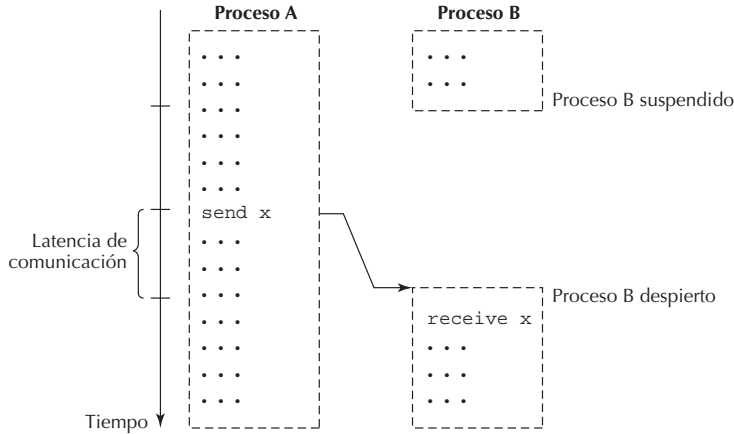 Proceso A
Proceso B
. . .
. . .
. . .
. . .
. . .
send x
. . .
. . .
. . .
. . .
. . .
. . .
. . .
. . .
. . .
Proceso B suspendido
Latencia de
comunicación
Proceso B despierto
receive x
. . .
. . .
. . .
Tiempo